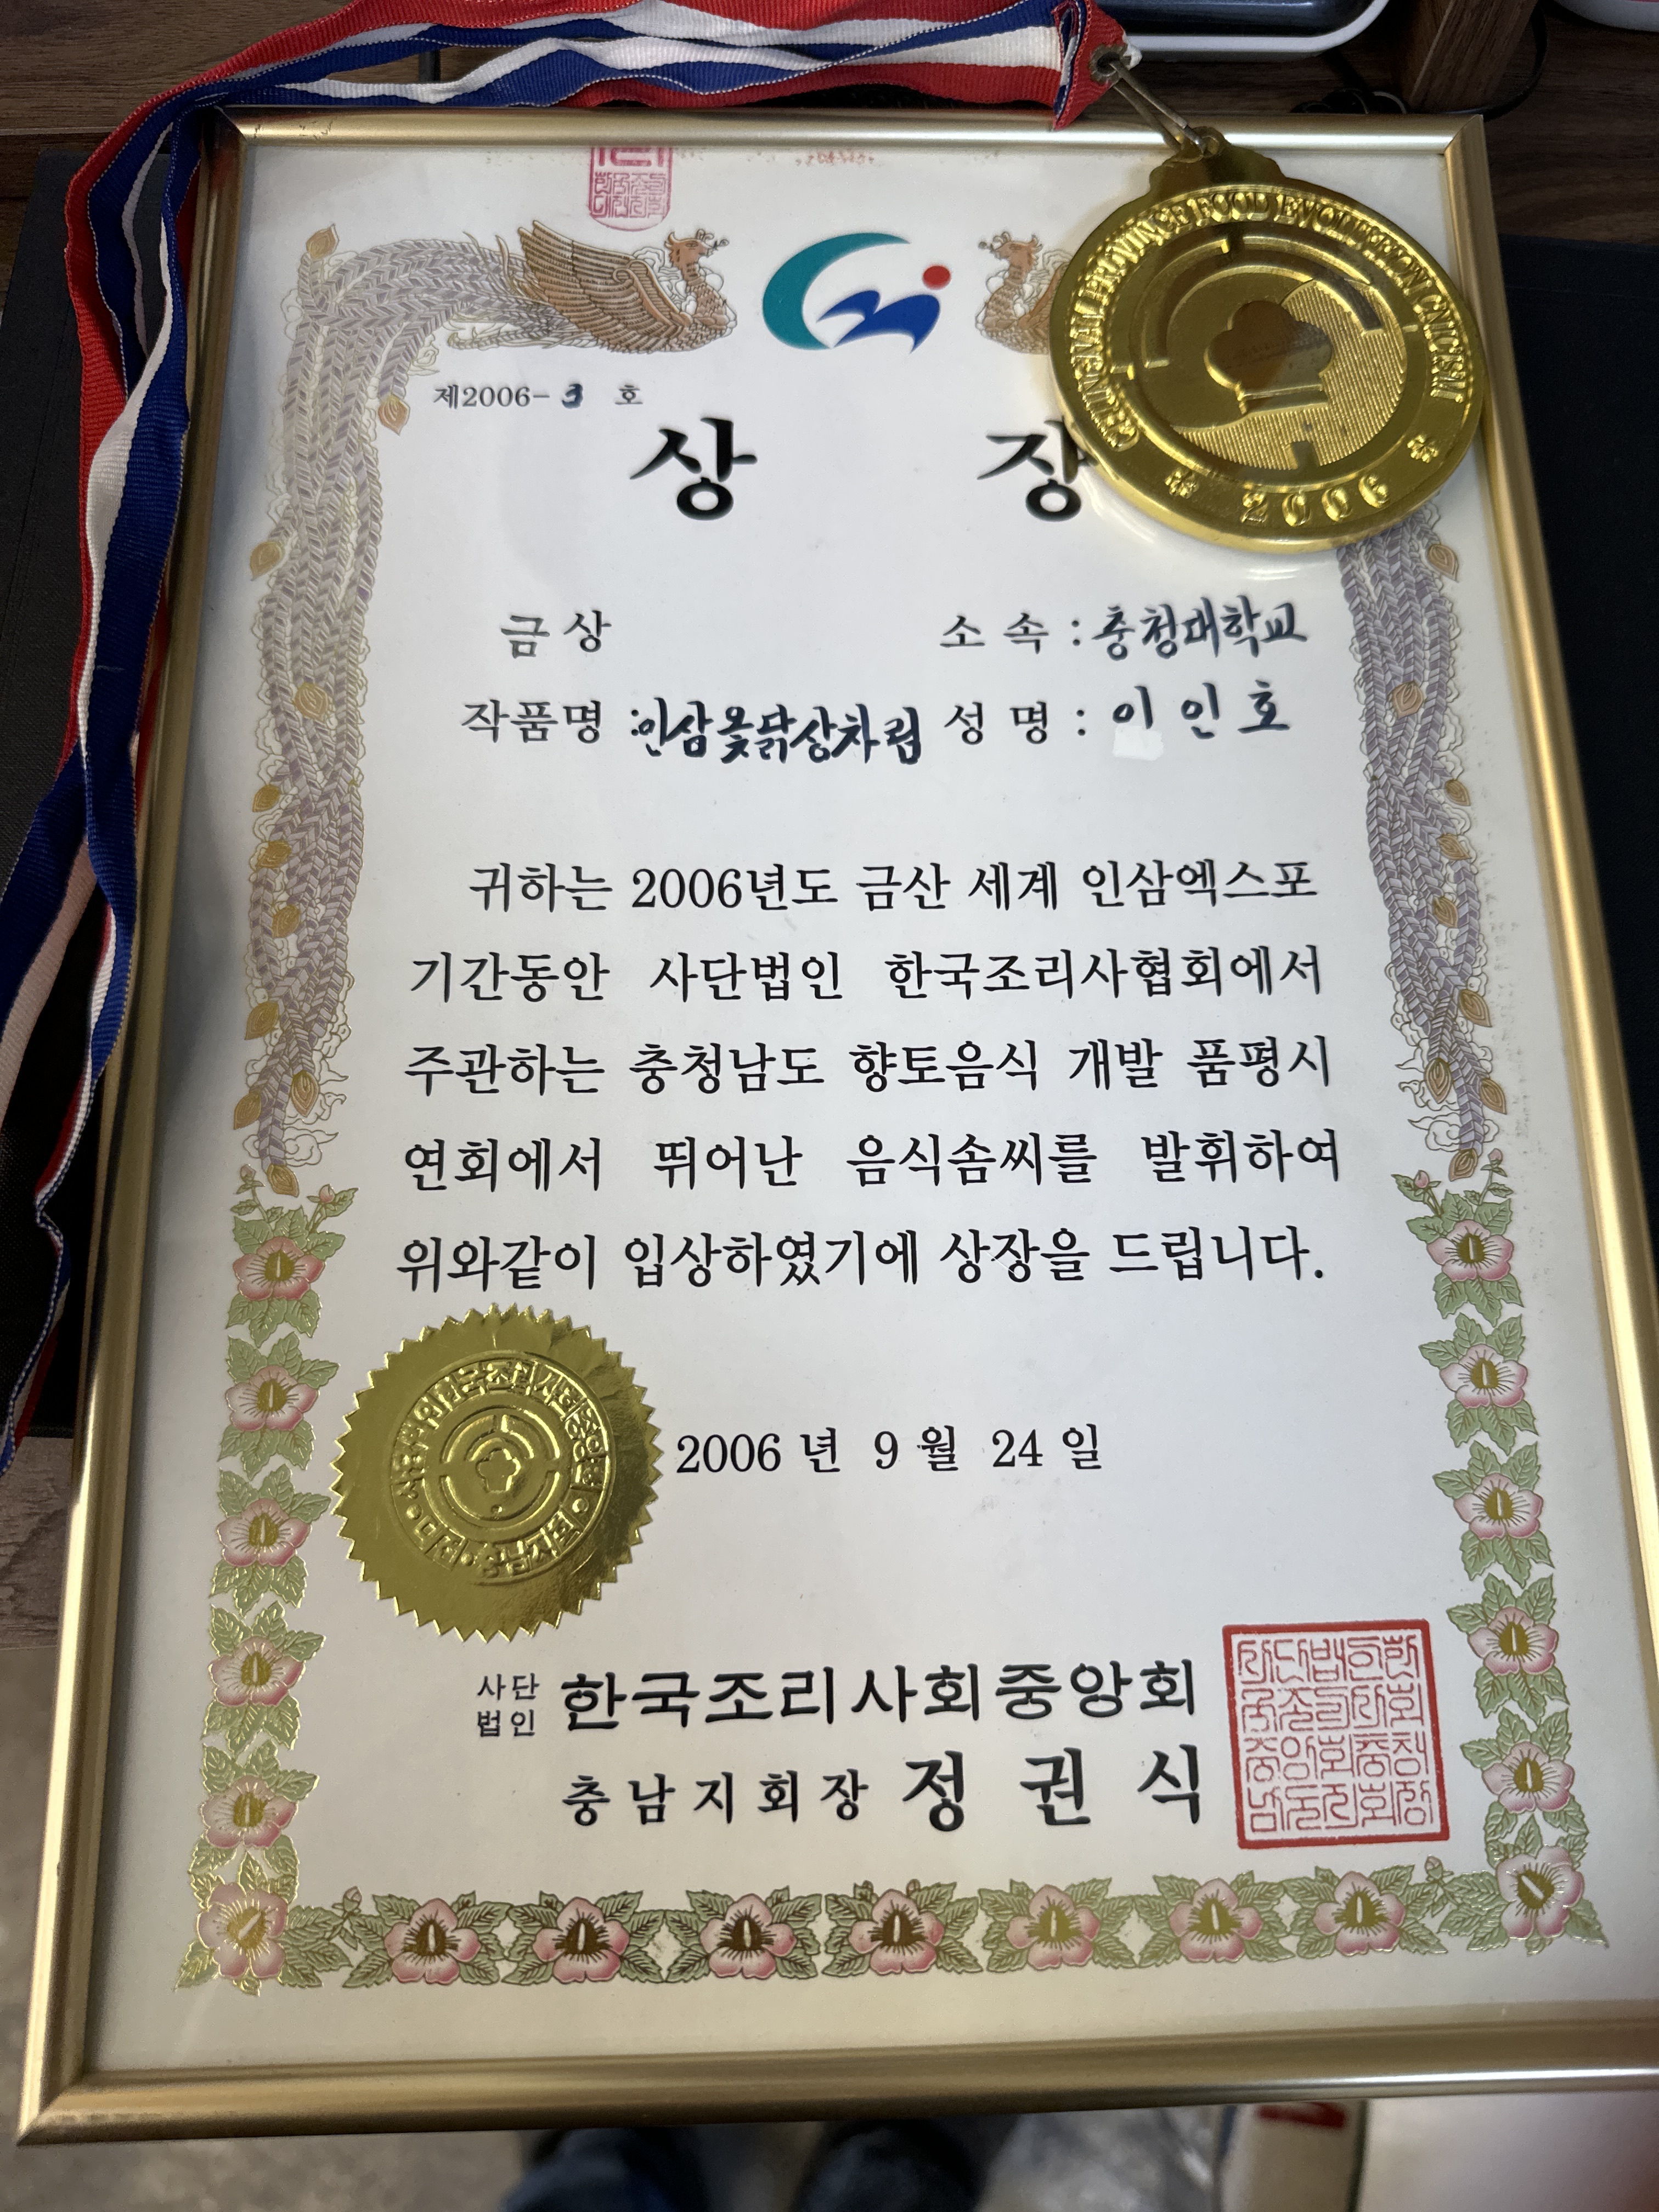 제2006- 3 호
상 장
금상
소 속 : 충청대학교
작품명 : 인삼옻닭상차림
성 명 : 이 인 호
귀하는 2006년도 금산 세계 인삼엑스포
기간동안 사단법인 한국조리사협회에서
주관하는 충청남도 향토음식 개발 품평시
연회에서 뛰어난 음식솜씨를 발휘하여
위와같이 입상하였기에 상장을 드립니다.
2006 년 9 월 24 일
사단
법인
한국조리사회중앙회
충남지회장 정 권 식
PROVINCE FOOD
2006